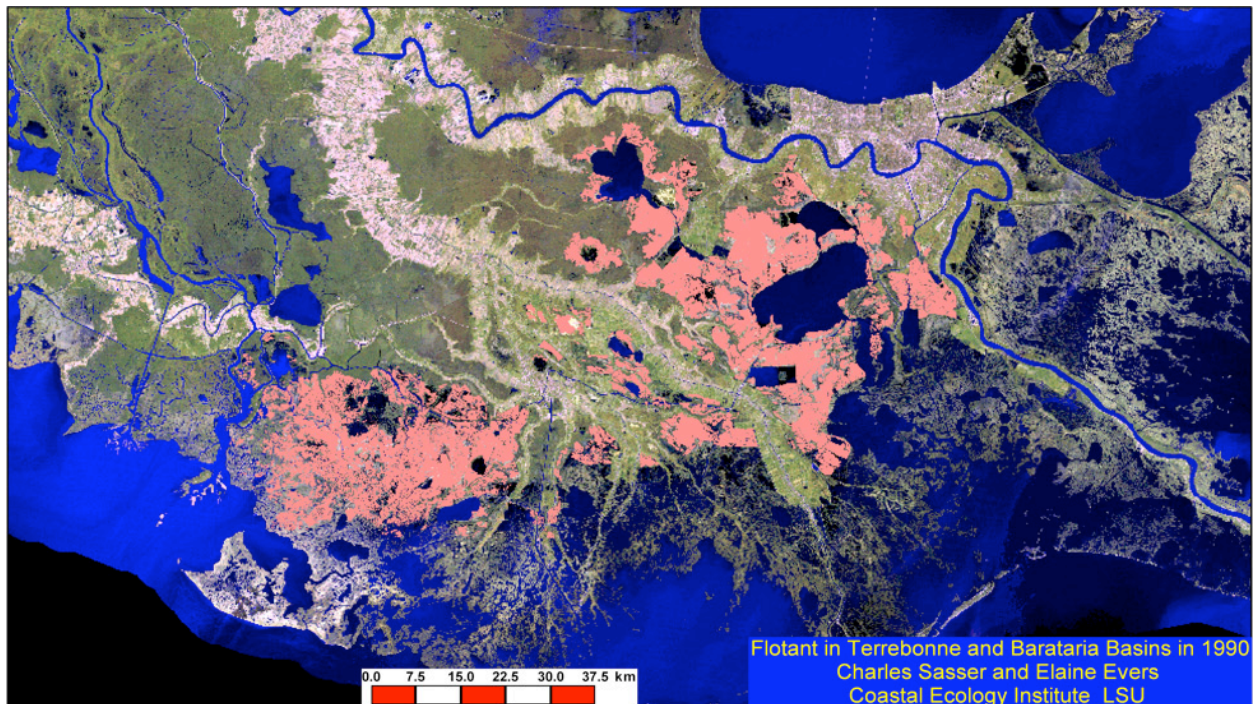 0.0 7.5 15.0 22.5 30.0 37.5 km
Flotant in Terrebonne and Barataria Basins in 1990
Charles Sasser and Elaine Evers
Coastal Ecology Institute LSU